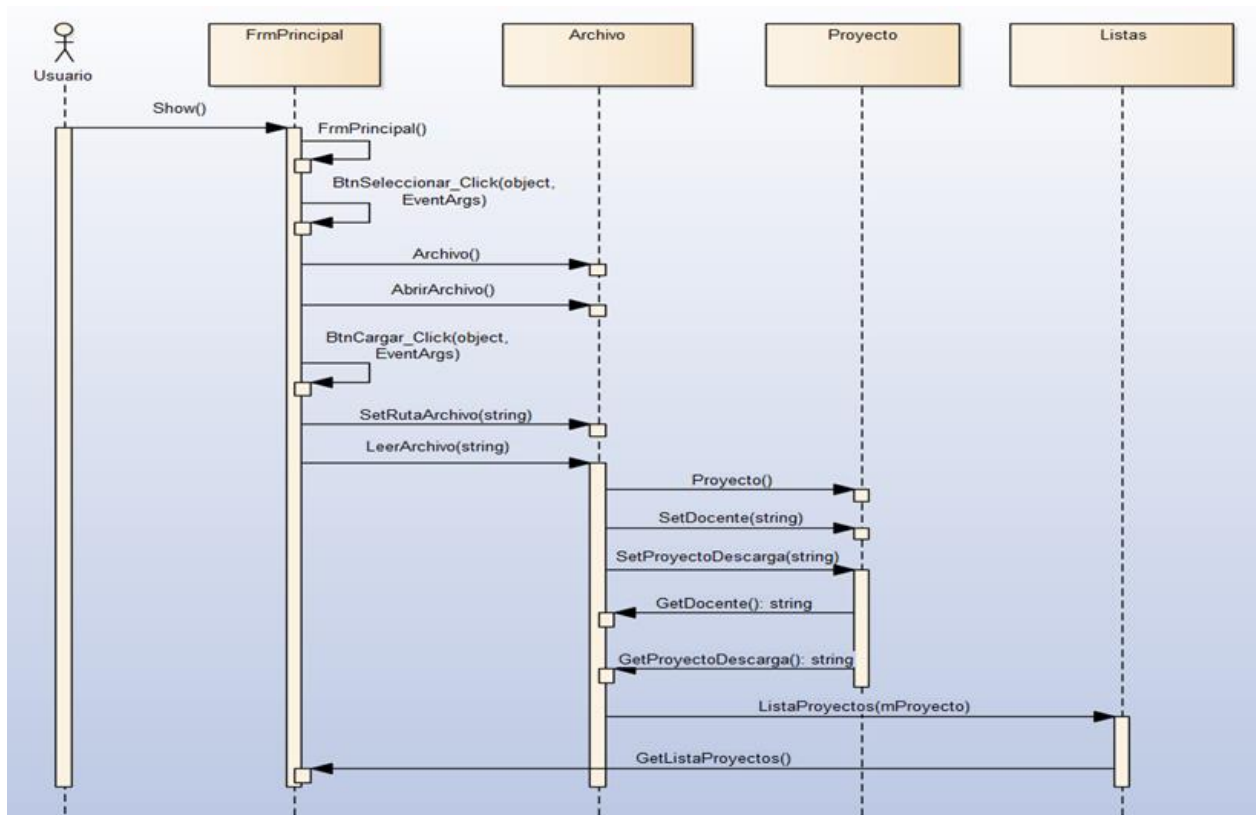 FrmPrincipal
Archivo
Proyecto
Listas
Usuario
Show()
FrmPrincipal()
BtnSeleccionar_Click(object,
EventArgs)
Archivo()
AbrirArchivo()
BtnCargar_Click(object,
EventArgs)
SetRutaArchivo(string)
LeerArchivo(string)
Proyecto()
SetDocente(string)
SetProyectoDescarga(string)
GetDocente(): string
GetProyectoDescarga(): string
ListaProyectos(mProyecto)
GetListaProyectos()